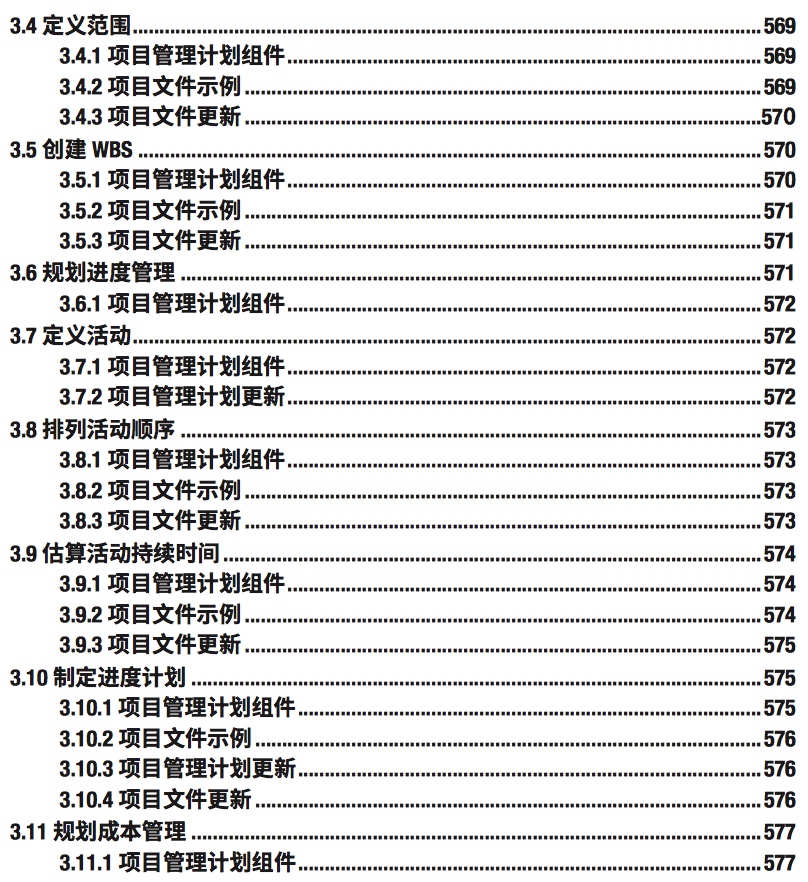 3.4 定义范围....................569
3.4.1 项目管理计划组件....................569
3.4.2 项目文件示例....................569
3.4.3 项目文件更新....................570
3.5 创建 WBS....................570
3.5.1 项目管理计划组件....................570
3.5.2 项目文件示例....................571
3.5.3 项目文件更新....................571
3.6 规划进度管理....................571
3.6.1 项目管理计划组件....................572
3.7 定义活动....................572
3.7.1 项目管理计划组件....................572
3.7.2 项目管理计划更新....................572
3.8 排列活动顺序....................573
3.8.1 项目管理计划组件....................573
3.8.2 项目文件示例....................573
3.8.3 项目文件更新....................573
3.9 估算活动持续时间....................574
3.9.1 项目管理计划组件....................574
3.9.2 项目文件示例....................574
3.9.3 项目文件更新....................575
3.10 制定进度计划....................575
3.10.1 项目管理计划组件....................575
3.10.2 项目文件示例....................576
3.10.3 项目管理计划更新....................576
3.10.4 项目文件更新....................576
3.11 规划成本管理....................577
3.11.1 项目管理计划组件....................577